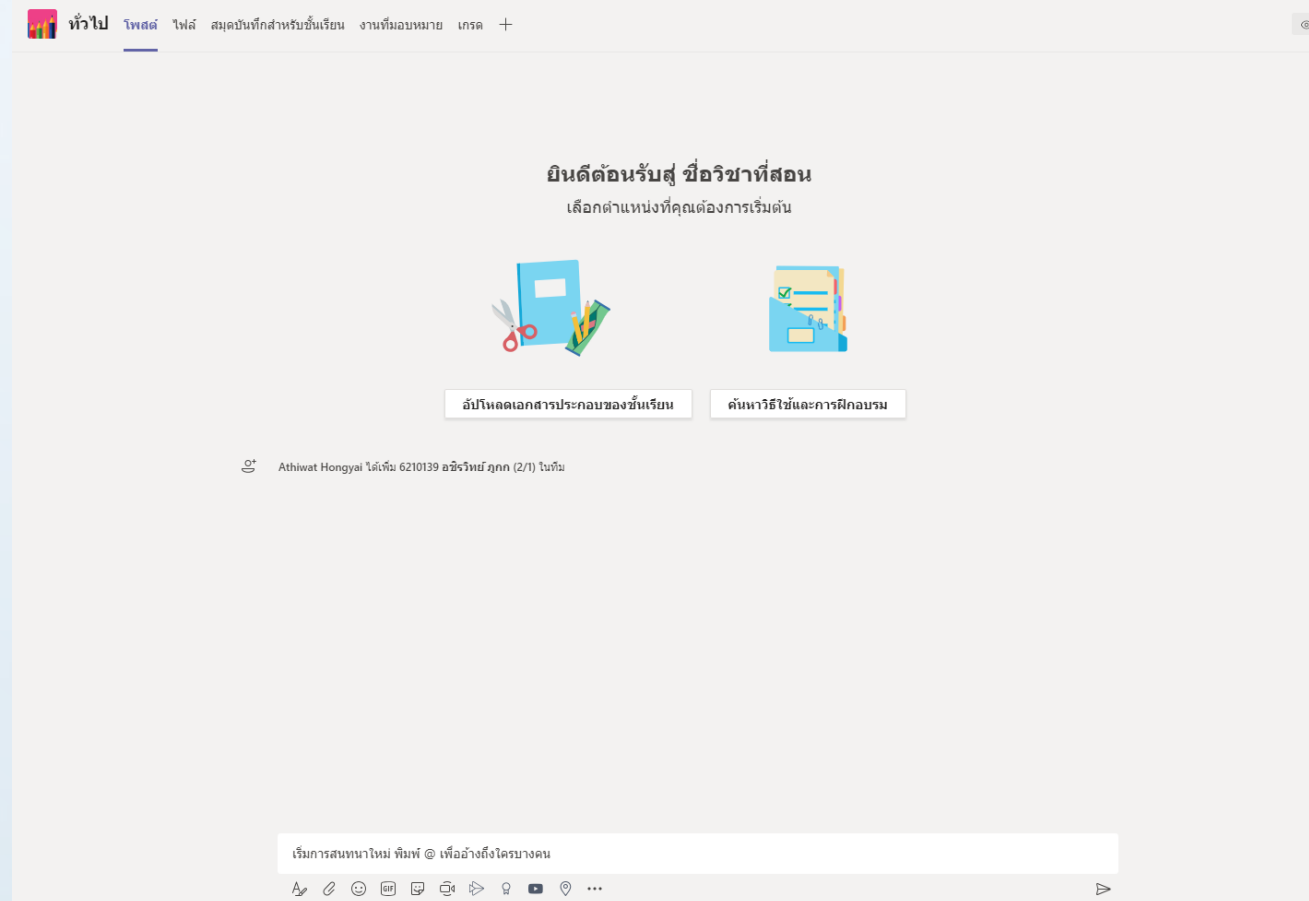 ทั่วไป โพสต์ ไฟล์ สมุดบันทึกสำหรับชั้นเรียน งานที่มอบหมาย เกรด +
ยินดีต้อนรับสู่ ชื่อวิชาที่สอน
เลือกตำแหน่งที่คุณต้องการเริ่มต้น
อัปโหลดเอกสารประกอบของชั้นเรียน ค้นหาวิธีใช้และการฝึกอบรม
Athiwat Hongyai ได้เพิ่ม 6210139 อชิรวิทย์ ภูกก (2/1) ในทีม
เริ่มการสนทนาใหม่ พิมพ์ @ เพื่ออ้างถึงใครบางคน
GIF